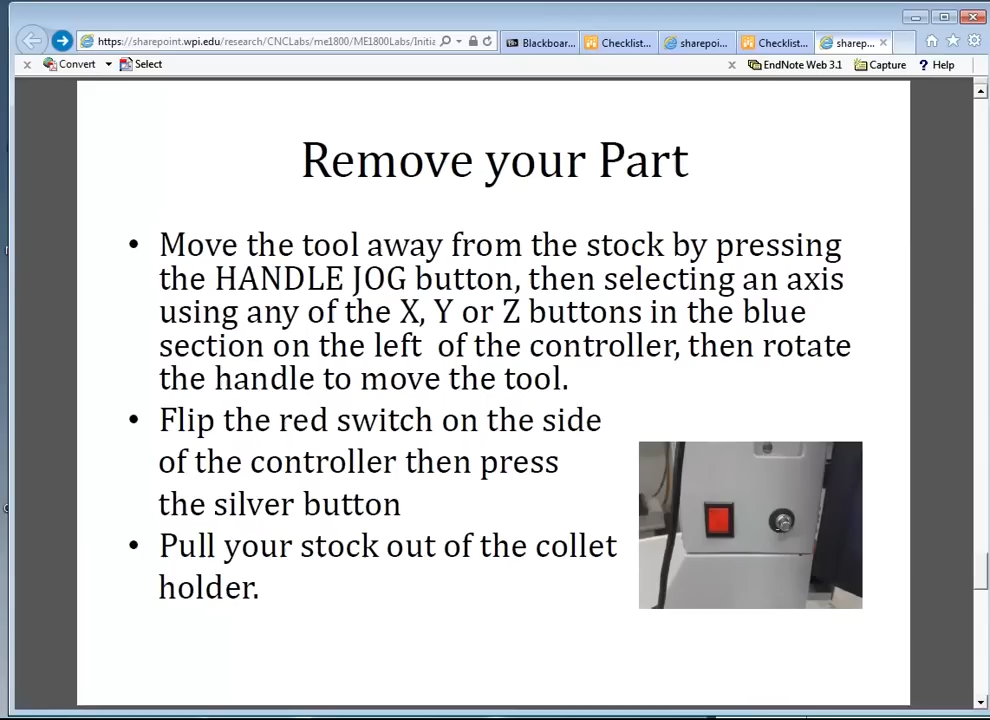 https://sharepoint.wpi.edu/research/CNCLabs/me1800/ME1800Labs/Initia
Blackboar...
Checklist...
sharepoi...
Checklist...
sharep...
Convert
Select
EndNote Web 3.1
Capture
? Help
Remove your Part
• Move the tool away from the stock by pressing
the HANDLE JOG button, then selecting an axis
using any of the X, Y or Z buttons in the blue
section on the left of the controller, then rotate
the handle to move the tool.
• Flip the red switch on the side
of the controller then press
the silver button
• Pull your stock out of the collet
holder.